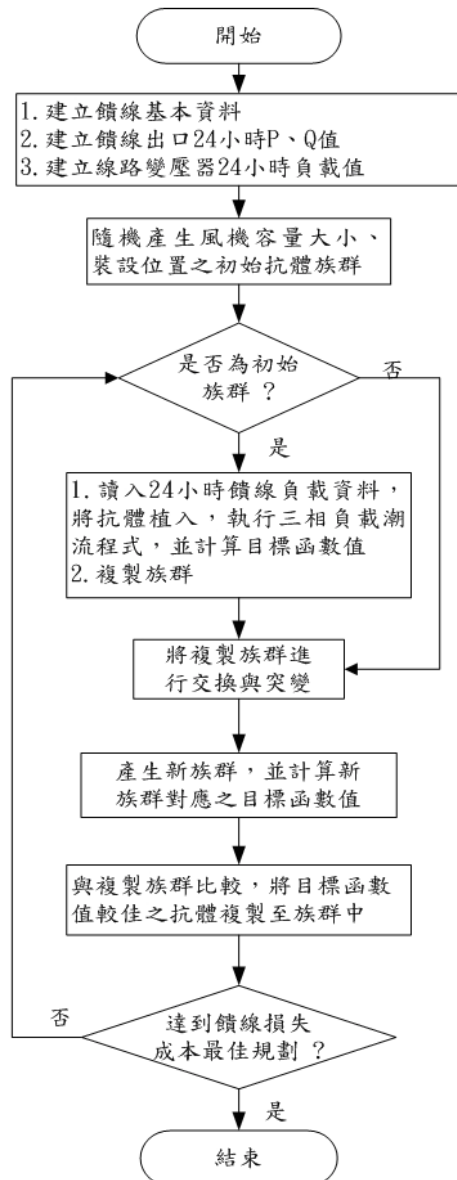 開始
1. 建立饋線基本資料
2. 建立饋線出口24小時P、Q值
3. 建立線路變壓器24小時負載值
隨機產生風機容量大小、
裝設位置之初始抗體族群
是否為初始
族群 ?
否
是
1. 讀入24小時饋線負載資料,
將抗體植入,執行三相負載潮
流程式,並計算目標函數值
2. 複製族群
將複製族群進
行交換與突變
產生新族群,並計算新
族群對應之目標函數值
與複製族群比較,將目標函數
值較佳之抗體複製至族群中
否
達到饋線損失
成本最佳規劃 ?
是
結束